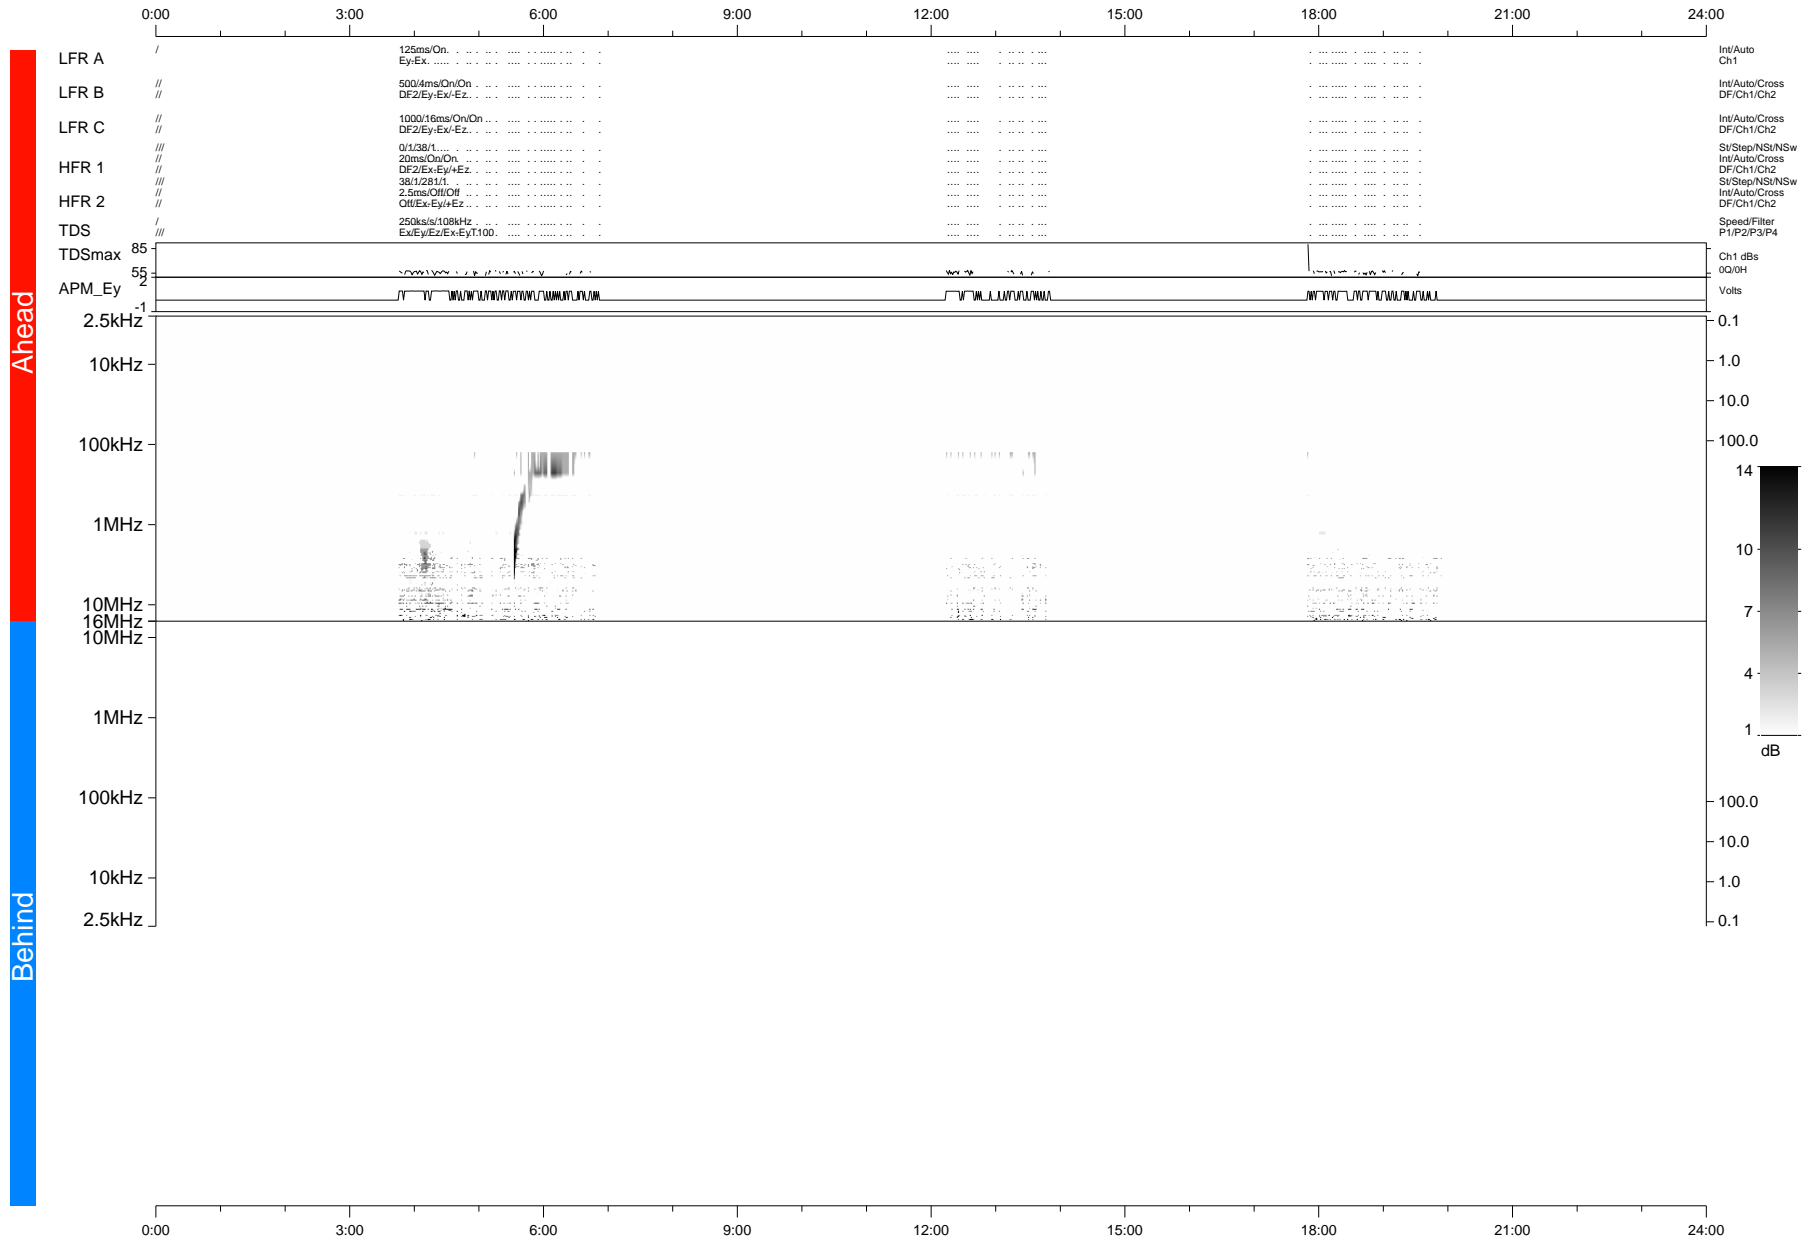 0:00 3:00 6:00 9:00 12:00 15:00 18:00 21:00 24:00
LFR A / 125ms/On Int/Auto
Ey-Ex Ch1
LFR B // 500/4ms/On/On Int/Auto/Cross
// DF2/Ey-Ex/-Ez DF/Ch1/Ch2
LFR C // 1000/16ms/On/On Int/Auto/Cross
// DF2/Ey-Ex/-Ez DF/Ch1/Ch2
/// 0/1/38/1 St/Step/NSt/NSw
HFR 1 // 20ms/On/On Int/Auto/Cross
// DF2/Ex-Ey/+Ez DF/Ch1/Ch2
/// 38/1/281/1 St/Step/NSt/NSw
HFR 2 // 2.5ms/Off/Off Int/Auto/Cross
// Off/Ex-Ey/+Ez DF/Ch1/Ch2
TDS / 250ks/s/108kHz Speed/Filter
/// Ex/Ey/Ez/Ex-EyT100 P1/P2/P3/P4
TDSmax 85 Ch1 dBs
55 0Q/0H
APM_Ey 2 Volts
-1
Ahead
2.5kHz 0.1
10kHz 1.0
10.0
100kHz 100.0
1MHz
10MHz
16MHz
10MHz
1MHz
100kHz 100.0
10.0
10kHz 1.0
2.5kHz 0.1
14
10
7
4
1
dB
Behind
0:00 3:00 6:00 9:00 12:00 15:00 18:00 21:00 24:00